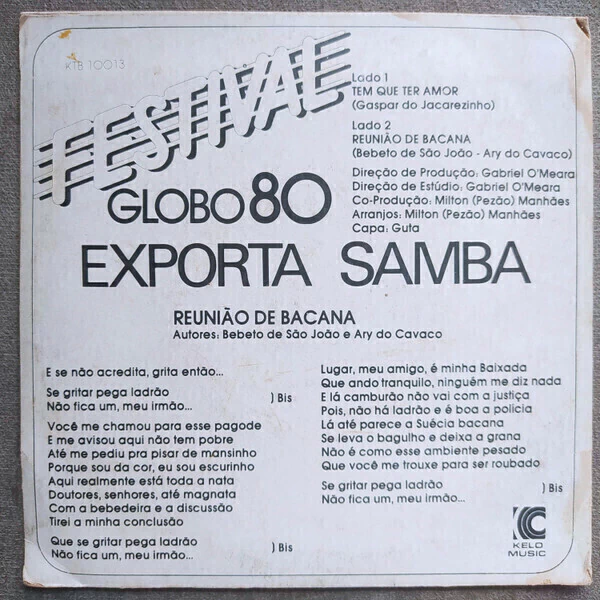 KTB 10013
FESTIVAL
GLOBO 80
EXPORTA SAMBA
Lado 1
TEM QUE TER AMOR
(Gaspar do Jacarezinho)
Lado 2
REUNIÃO DE BACANA
(Bebeto de São João - Ary do Cavaco)
Direção de Produção: Gabriel O'Meara
Direção de Estúdio: Gabriel O'Meara
Co-Produção: Milton (Pezão) Manhães
Arranjos: Milton (Pezão) Manhães
Capa: Guta
REUNIÃO DE BACANA
Autores: Bebeto de São João e Ary do Cavaco
E se não acredita, grita então...
Se gritar pega ladrão
Não fica um, meu irmão... ) Bis
Você me chamou para esse pagode
E me avisou aqui não tem pobre
Até me pediu pra pisar de mansinho
Porque sou da cor, eu sou escurinho
Aqui realmente está toda a nata
Doutores, senhores, até magnata
Com a bebedeira e a discussão
Tirei a minha conclusão
Que se gritar pega ladrão
Não fica um, meu irmão... ) Bis
Lugar, meu amigo, é minha Baixada
Que ando tranquilo, ninguém me diz nada
E lá camburão não vai com a justiça
Pois, não há ladrão e é boa a policia
Lá até parece a Suécia bacana
Se leva o bagulho e deixa a grana
Não é como esse ambiente pesado
Que você me trouxe para ser roubado
Se gritar pega ladrão ) Bis
Não fica um, meu irmão...
KELO
MUSIC